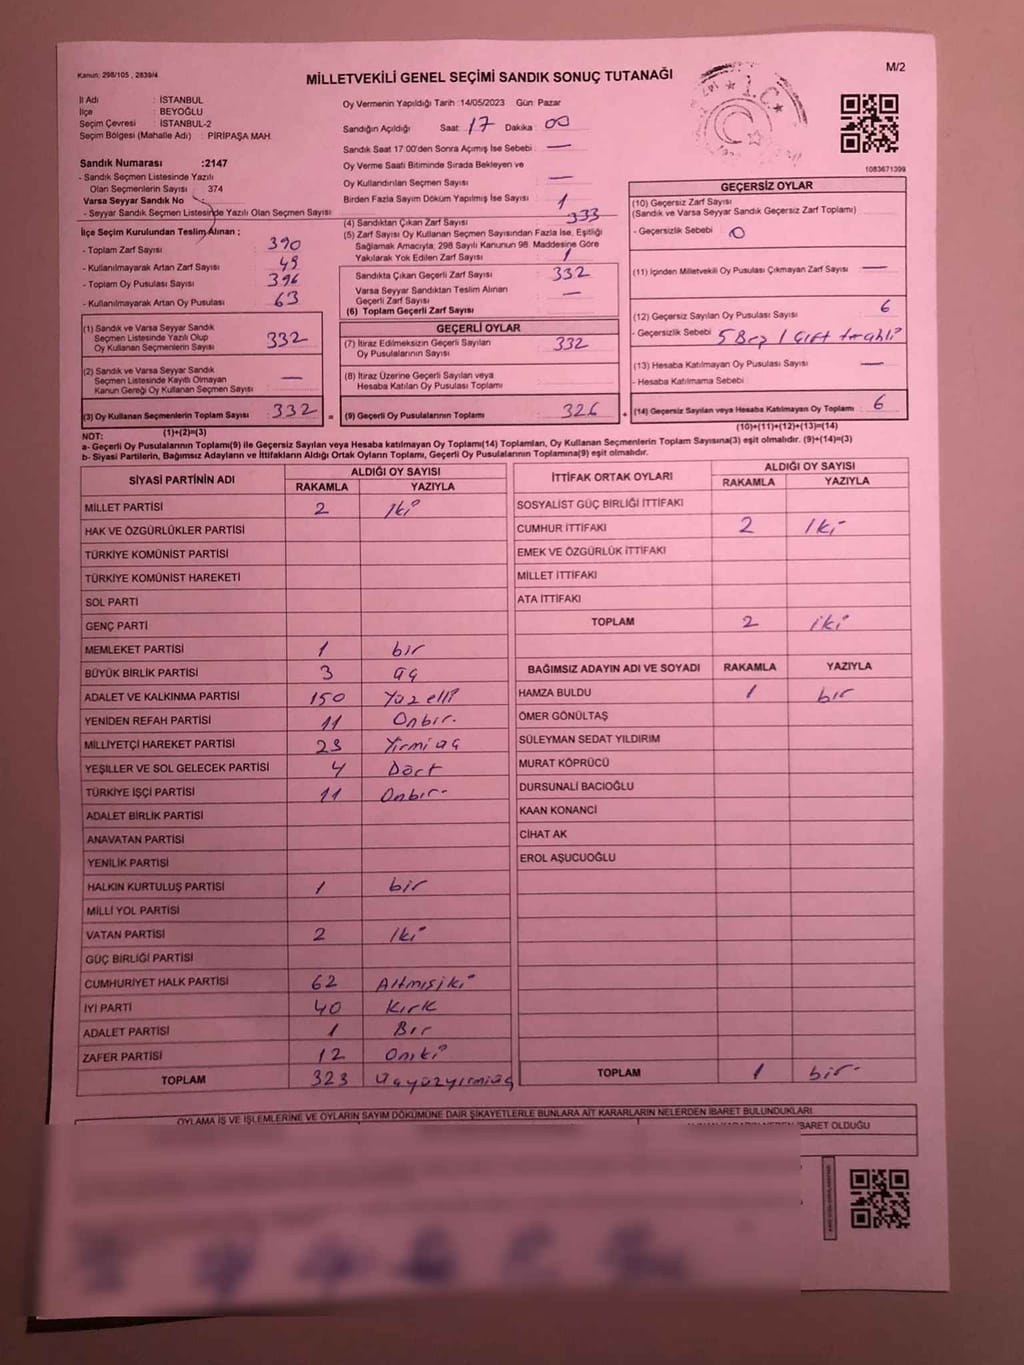 Kanun: 298/105 , 2839/4
MİLLETVEKİLİ GENEL SEÇİMİ SANDIK SONUÇ TUTANAĞI
M/2
İl Adı : İSTANBUL
İlçe : BEYOĞLU
Seçim Çevresi : İSTANBUL-2
Seçim Bölgesi (Mahalle Adı) : PİRİPAŞA MAH.
Sandık Numarası :2147
- Sandık Seçmen Listesinde Yazılı
Olan Seçmenlerin Sayısı : 374
Varsa Seyyar Sandık No :
- Seyyar Sandık Seçmen Listesinde Yazılı Olan Seçmen Sayısı
İlçe Seçim Kurulundan Teslim Alınan ;
- Toplam Zarf Sayısı 390
- Kullanılmayarak Artan Zarf Sayısı 49
- Toplam Oy Pusulası Sayısı 396
- Kullanılmayarak Artan Oy Pusulası 63
(1) Sandık ve Varsa Seyyar Sandık
Seçmen Listesinde Yazılı Olup
Oy Kullanan Seçmenlerin Sayısı 332
(2) Sandık ve Varsa Seyyar Sandık
Seçmen Listesinde Kayıtlı Olmayan
Kanun Gereği Oy Kullanan Seçmen Sayısı —
(3) Oy Kullanan Seçmenlerin Toplam Sayısı 332 =
(1)+(2)=(3)
Oy Vermenin Yapıldığı Tarih :14/05/2023 Gün: Pazar
Sandığın Açıldığı Saat: 17 Dakika : 00
Sandık Saat 17:00'den Sonra Açılmış İse Sebebi : —
Oy Verme Saati Bitiminde Sırada Bekleyen ve
Oy Kullandırılan Seçmen Sayısı —
Birden Fazla Sayım Döküm Yapılmış İse Sayısı 1
(4) Sandıktan Çıkan Zarf Sayısı 333
(5) Zarf Sayısı Oy Kullanan Seçmen Sayısından Fazla İse, Eşitliği
Sağlamak Amacıyla; 298 Sayılı Kanunun 98. Maddesine Göre
Yakılarak Yok Edilen Zarf Sayısı 1
Sandıkta Çıkan Geçerli Zarf Sayısı 332
Varsa Seyyar Sandıktan Teslim Alınan
Geçerli Zarf Sayısı —
(6) Toplam Geçerli Zarf Sayısı
GEÇERLİ OYLAR
(7) İtiraz Edilmeksizin Geçerli Sayılan
Oy Pusulalarının Sayısı 332
(8) İtiraz Üzerine Geçerli Sayılan veya
Hesaba Katılan Oy Pusulası Toplamı
(9) Geçerli Oy Pusulalarının Toplamı 326 +
1083671399
GEÇERSİZ OYLAR
(10) Geçersiz Zarf Sayısı
(Sandık ve Varsa Seyyar Sandık Geçersiz Zarf Toplamı)
- Geçersizlik Sebebi 0
(11) İçinden Milletvekili Oy Pusulası Çıkmayan Zarf Sayısı —
(12) Geçersiz Sayılan Oy Pusulası Sayısı 6
- Geçersizlik Sebebi 5 Boş 1 Çift
(13) Hesaba Katılmayan Oy Pusulası Sayısı —
- Hesaba Katılmama Sebebi
(14) Geçersiz Sayılan veya Hesaba Katılmayan Oy Toplamı 6
(10)+(11)+(12)+(13)=(14)
NOT:
a- Geçerli Oy Pusulalarının Toplamı(9) ile Geçersiz Sayılan veya Hesaba katılmayan Oy Toplamı(14) Toplamları, Oy Kullanan Seçmenlerin Toplam Sayısına(3) eşit olmalıdır. (9)+(14)=(3)
b- Siyasi Partilerin, Bağımsız Adayların ve İttifakların Aldığı Ortak Oyların Toplamı, Geçerli Oy Pusulalarının Toplamına(9) eşit olmalıdır.
SİYASİ PARTİNİN ADI ALDIĞI OY SAYISI
RAKAMLA YAZIYLA
MİLLET PARTİSİ 2 İki
HAK VE ÖZGÜRLÜKLER PARTİSİ
TÜRKİYE KOMÜNİST PARTİSİ
TÜRKİYE KOMÜNİST HAREKETİ
SOL PARTİ
GENÇ PARTİ
MEMLEKET PARTİSİ 1 bir
BÜYÜK BİRLİK PARTİSİ 3 üç
ADALET VE KALKINMA PARTİSİ 150 Yüzelli
YENİDEN REFAH PARTİSİ 11 Onbir
MİLLİYETÇİ HAREKET PARTİSİ 23 Yirmi üç
YEŞİLLER VE SOL GELECEK PARTİSİ 4 Dört
TÜRKİYE İŞÇİ PARTİSİ 11 Onbir
ADALET BİRLİK PARTİSİ
ANAVATAN PARTİSİ
YENİLİK PARTİSİ
HALKIN KURTULUŞ PARTİSİ 1 bir
MİLLİ YOL PARTİSİ
VATAN PARTİSİ 2 İki
GÜÇ BİRLİĞİ PARTİSİ
CUMHURİYET HALK PARTİSİ 62 Altmışiki
İYİ PARTİ 40 Kırk
ADALET PARTİSİ 1 Bir
ZAFER PARTİSİ 12 Oniki
TOPLAM 323 üçyüzyirmiüç
İTTİFAK ORTAK OYLARI ALDIĞI OY SAYISI
RAKAMLA YAZIYLA
SOSYALİST GÜÇ BİRLİĞİ İTTİFAKI
CUMHUR İTTİFAKI 2 İki
EMEK VE ÖZGÜRLÜK İTTİFAKI
MİLLET İTTİFAKI
ATA İTTİFAKI
TOPLAM 2 iki
BAĞIMSIZ ADAYIN ADI VE SOYADI RAKAMLA YAZIYLA
HAMZA BULDU 1 bir
ÖMER GÖNÜLTAŞ
SÜLEYMAN SEDAT YILDIRIM
MURAT KÖPRÜCÜ
DURSUNALİ BACIOĞLU
KAAN KONANCİ
CİHAT AK
EROL AŞUCUOĞLU
TOPLAM 1 bir
OYLAMA İŞ VE İŞLEMLERİNE VE OYLARIN SAYIM DÖKÜMÜNE DAİR ŞİKAYETLERLE BUNLARA AİT KARARLARIN NELERDEN İBARET BULUNDUKLARI
İBARET OLDUĞU